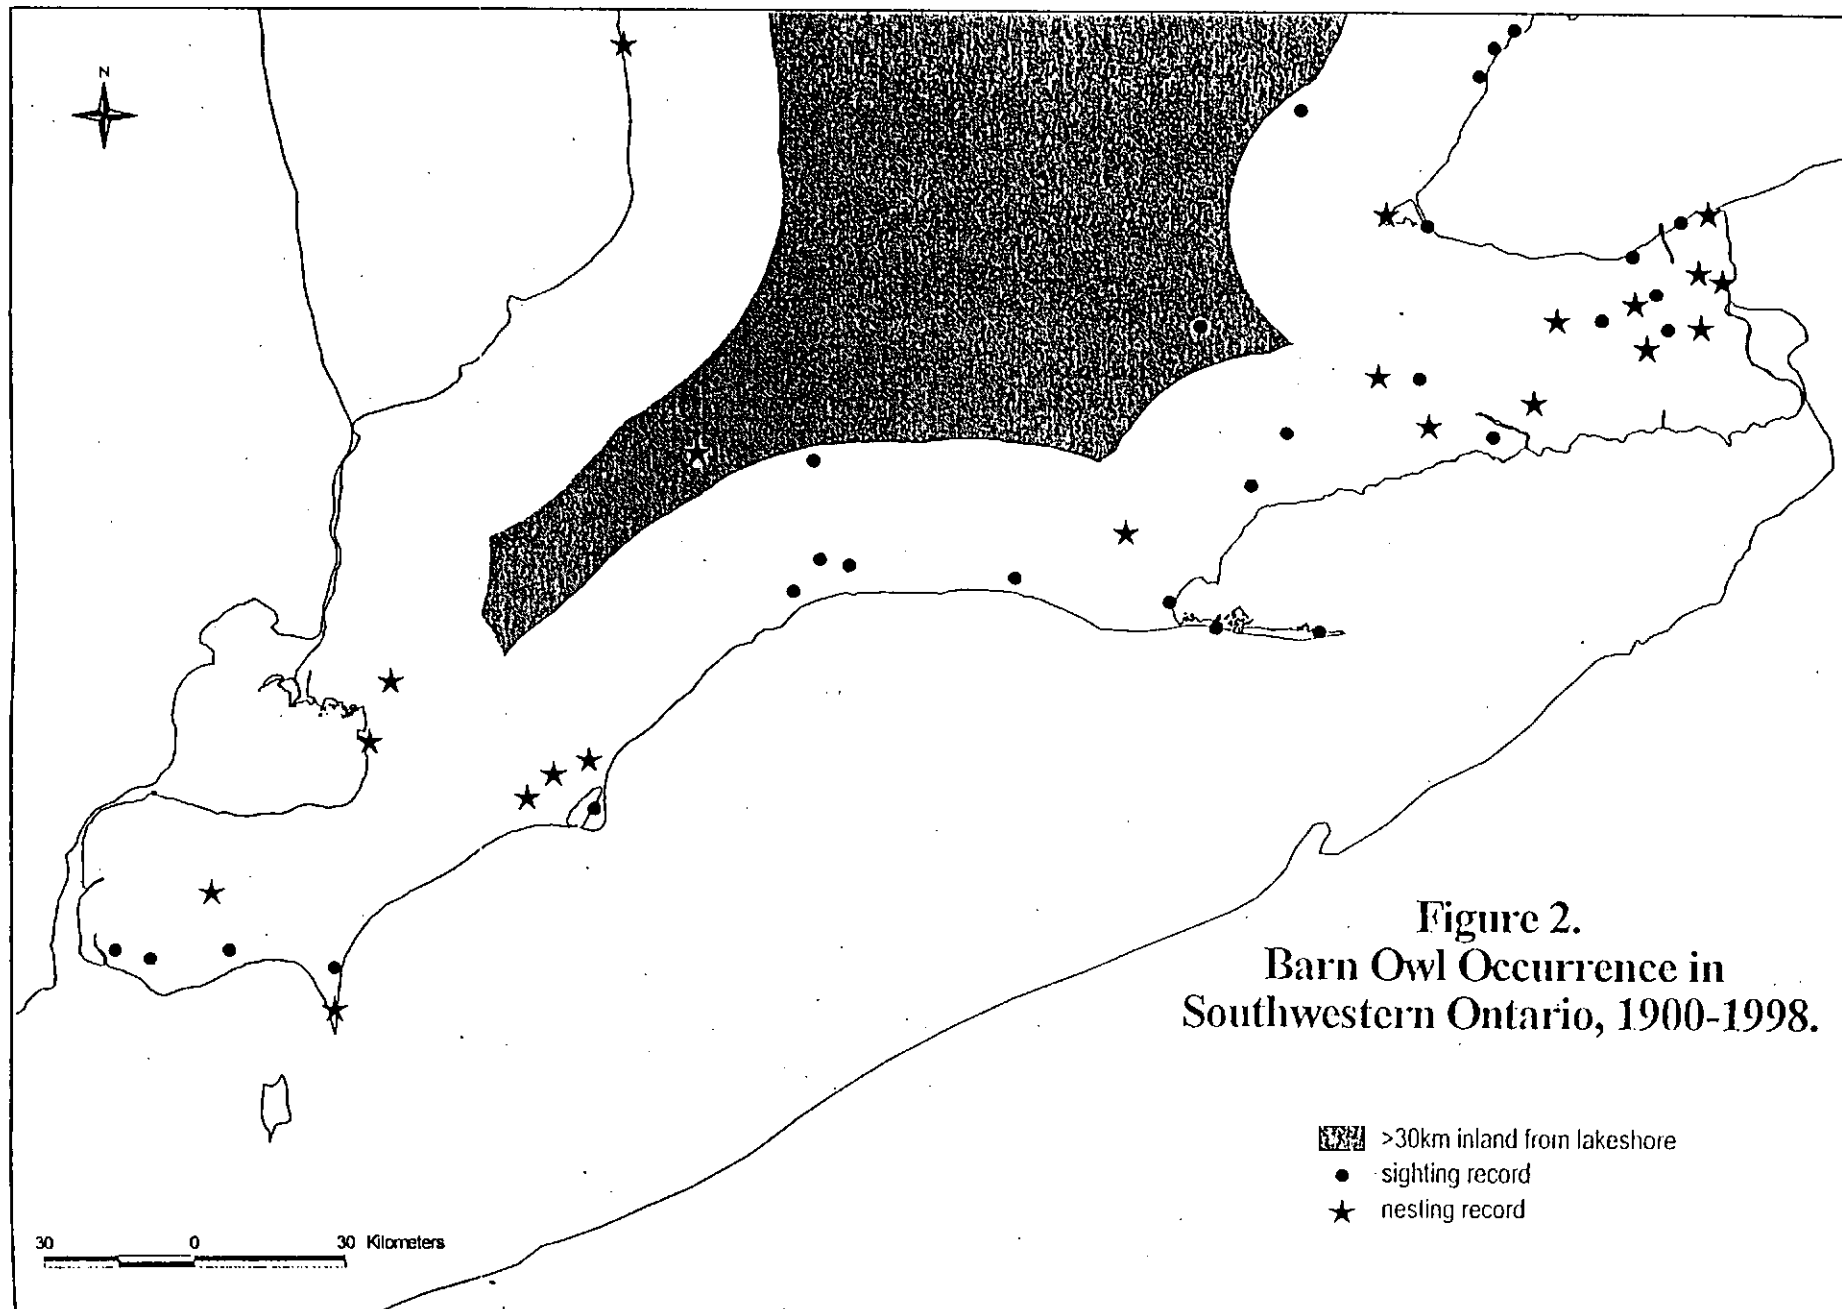 N
Figure 2.
Barn Owl Occurrence in
Southwestern Ontario, 1900-1998.
>30km inland from lakeshore
sighting record
nesting record
30 0 30 Kilometers